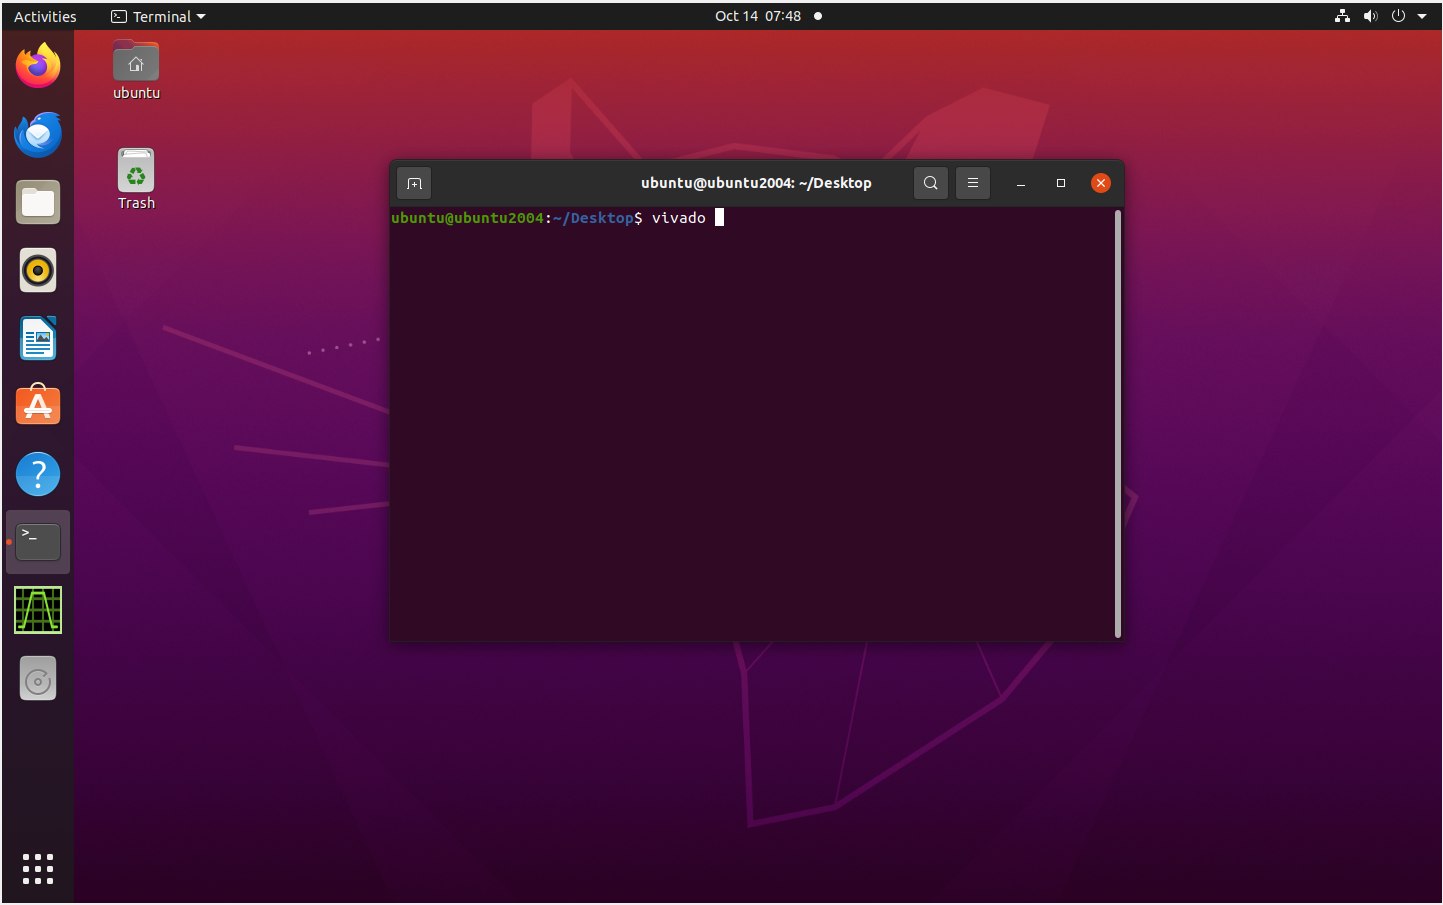 Activities Terminal Oct 14 07:48
ubuntu
Trash
ubuntu@ubuntu2004: ~/Desktop
ubuntu@ubuntu2004:~/Desktop$ vivado